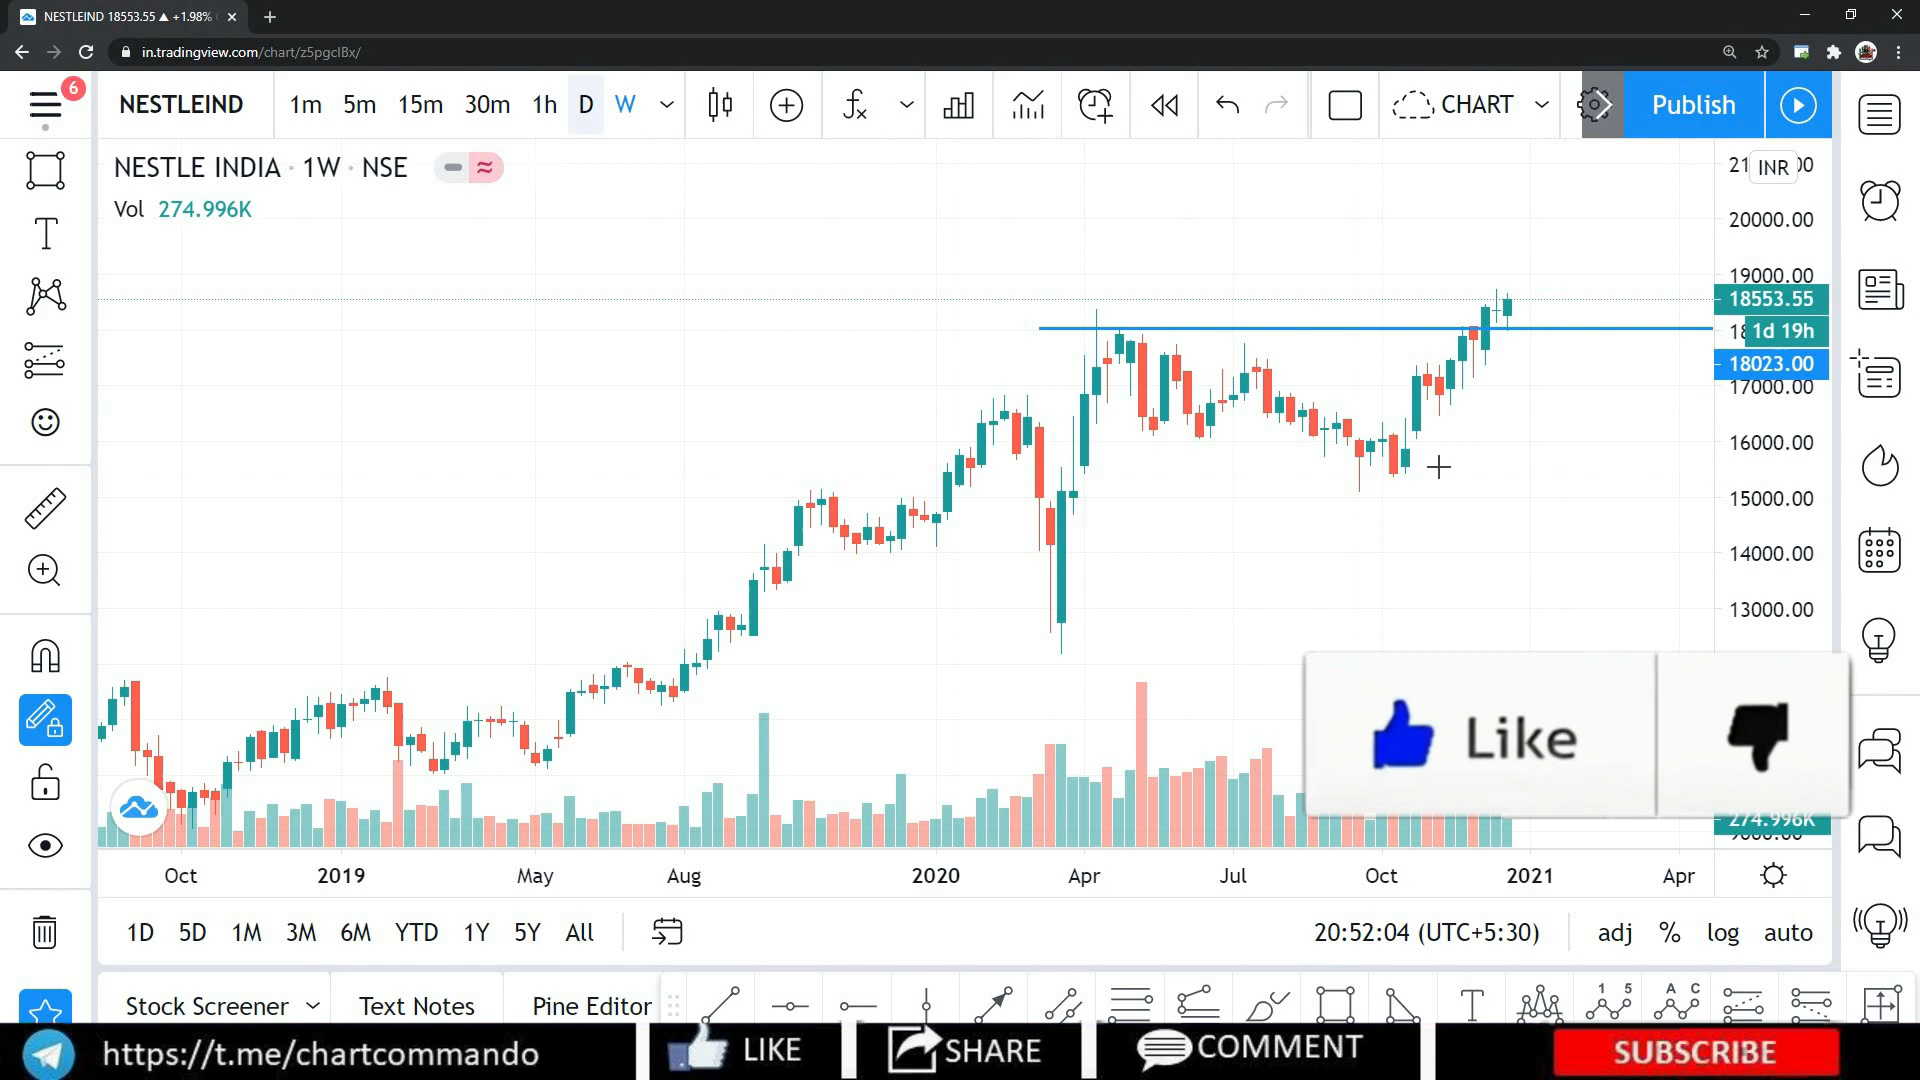 NESTLEIND 18553.55 ▲ +1.98%
in.tradingview.com/chart/z5pgclBx/
6
NESTLEIND 1m 5m 15m 30m 1h D W CHART Publish
NESTLE INDIA · 1W · NSE
Vol 274.996K
INR
20000.00
19000.00
18553.55
1d 19h
18023.00
17000.00
16000.00
15000.00
14000.00
13000.00
Like
274.996K
Oct 2019 May Aug 2020 Apr Jul Oct 2021 Apr
1D 5D 1M 3M 6M YTD 1Y 5Y All 20:52:04 (UTC+5:30) adj % log auto
Stock Screener Text Notes Pine Editor
T 1 5 A C
https://t.me/chartcommando LIKE SHARE COMMENT SUBSCRIBE